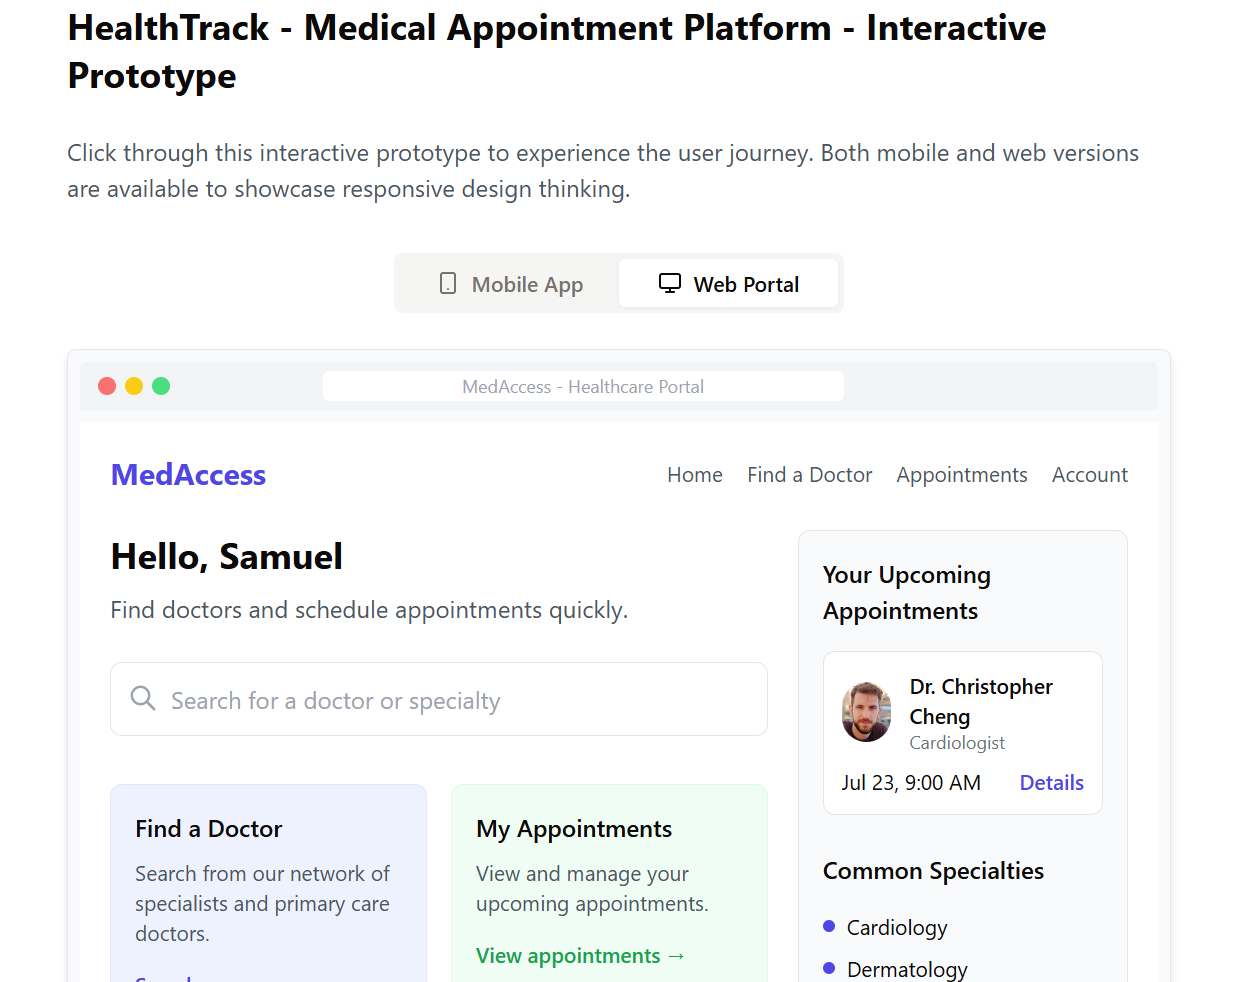 HealthTrack - Medical Appointment Platform - Interactive
Prototype
Click through this interactive prototype to experience the user journey. Both mobile and web versions
are available to showcase responsive design thinking.
Mobile App
Web Portal
MedAccess - Healthcare Portal
MedAccess
Home
Find a Doctor
Appointments
Account
Hello, Samuel
Find doctors and schedule appointments quickly.
Search for a doctor or specialty
Find a Doctor
Search from our network of
specialists and primary care
doctors.
My Appointments
View and manage your
upcoming appointments.
View appointments →
Your Upcoming
Appointments
Dr. Christopher
Cheng
Cardiologist
Jul 23, 9:00 AM
Details
Common Specialties
Cardiology
Dermatology